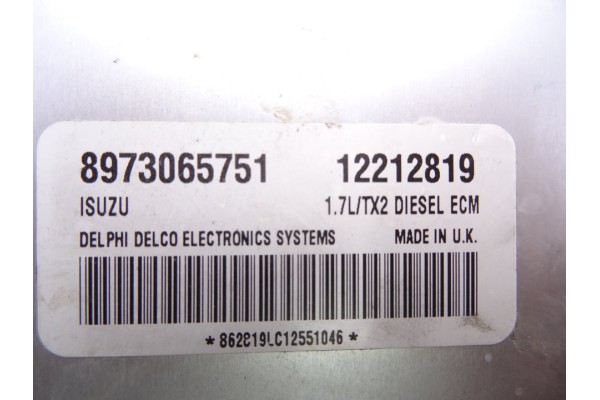 8973065751 12212819
ISUZU 1.7L/TX2 DIESEL ECM
DELPHI DELCO ELECTRONICS SYSTEMS MADE IN U.K.
*862819LC12551046*